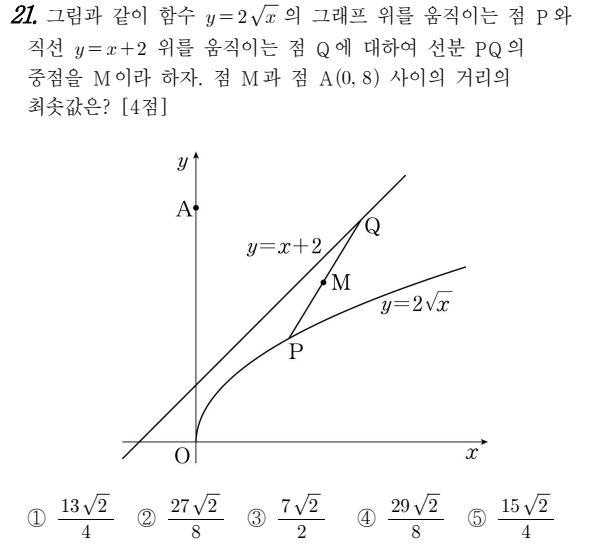 21. 그림과 같이 함수 y=2√x 의 그래프 위를 움직이는 점 P와
직선 y=x+2 위를 움직이는 점 Q에 대하여 선분 PQ의
중점을 M이라 하자. 점 M과 점 A(0, 8) 사이의 거리의
최솟값은? [4점]
y
A
Q
y=x+2
M
y=2√x
P
O
x
① 13√2/4 ② 27√2/8 ③ 7√2/2 ④ 29√2/8 ⑤ 15√2/4